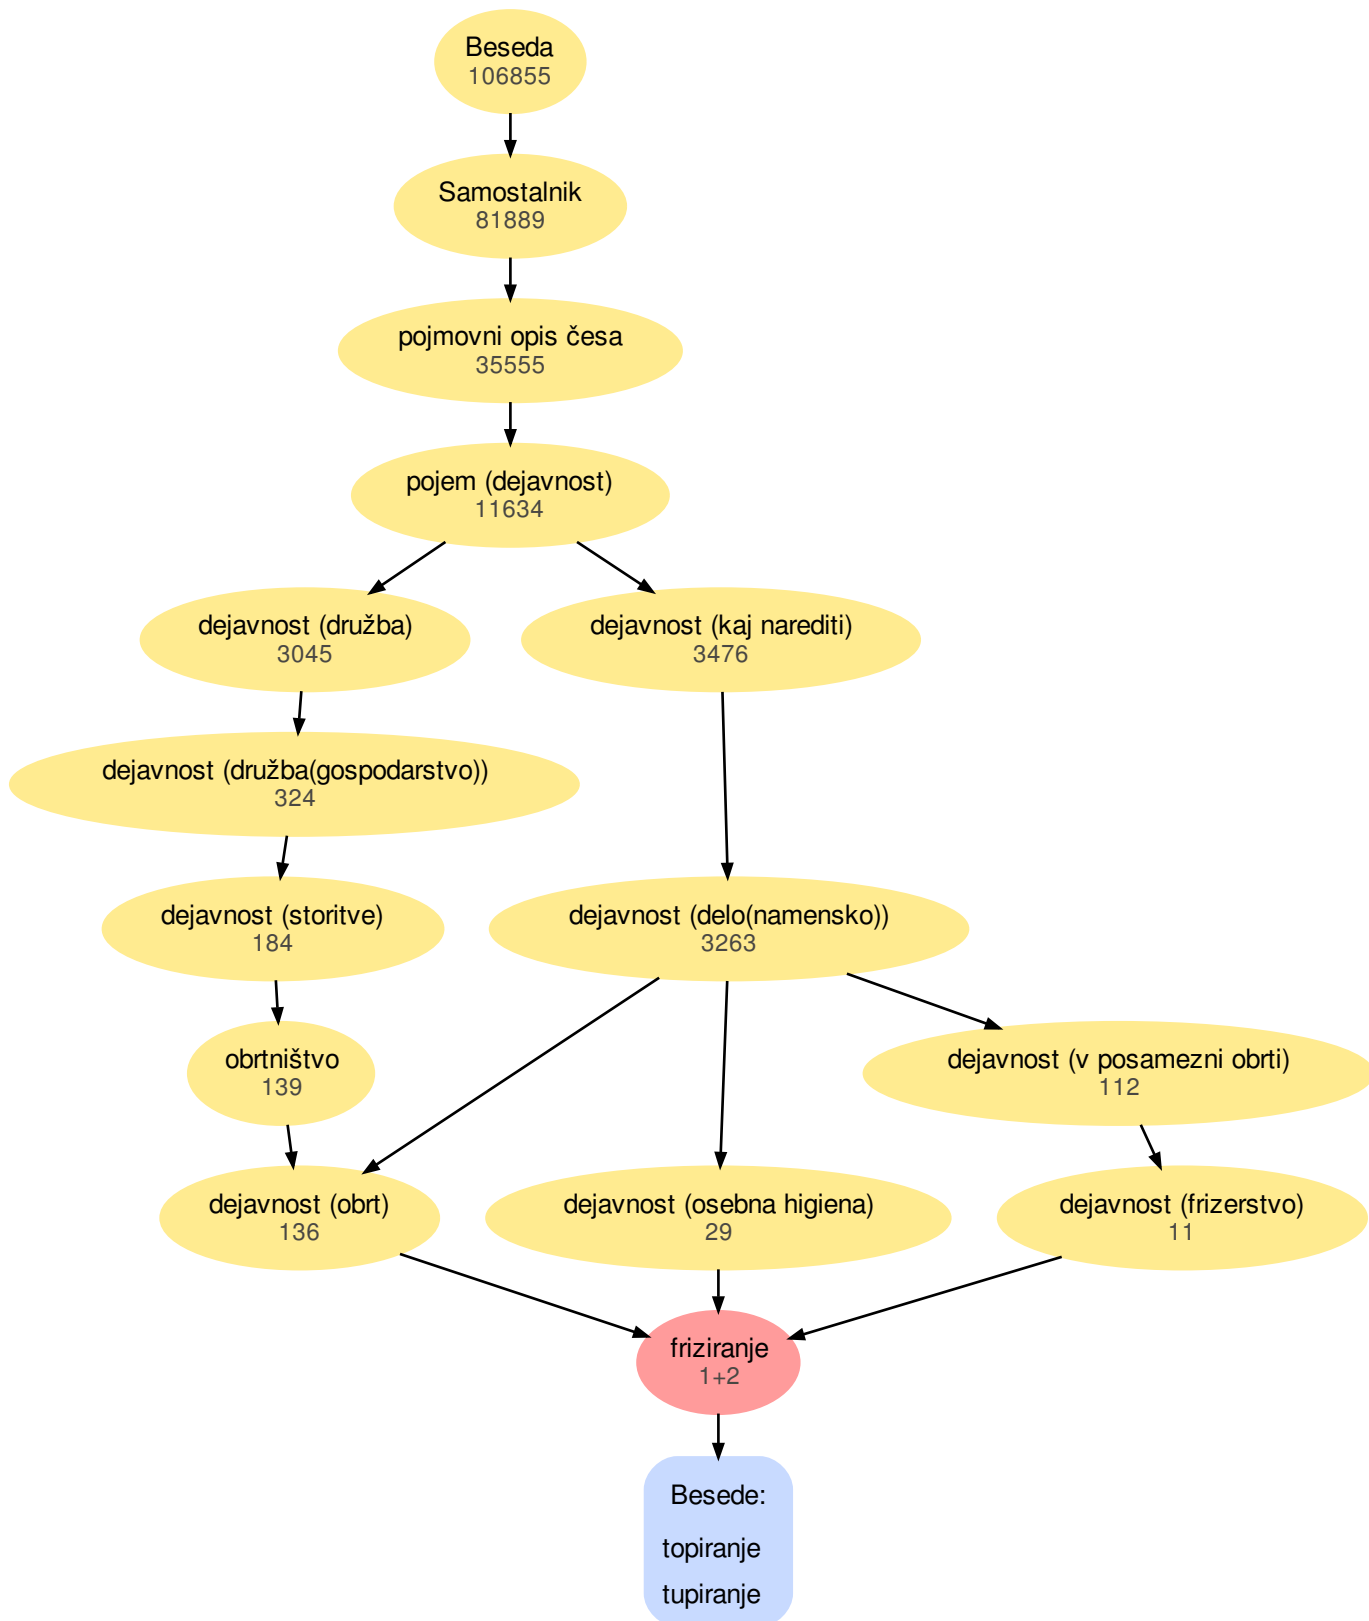 Beseda
106855
Samostalnik
81889
pojmovni opis česa
35555
pojem (dejavnost)
11634
dejavnost (družba)
3045
dejavnost (kaj narediti)
3476
dejavnost (družba(gospodarstvo))
324
dejavnost (storitve)
184
dejavnost (delo(namensko))
3263
obrtništvo
139
dejavnost (v posamezni obrti)
112
dejavnost (obrt)
136
dejavnost (osebna higiena)
29
dejavnost (frizerstvo)
11
friziranje
1+2
Besede:
topiranje
tupiranje